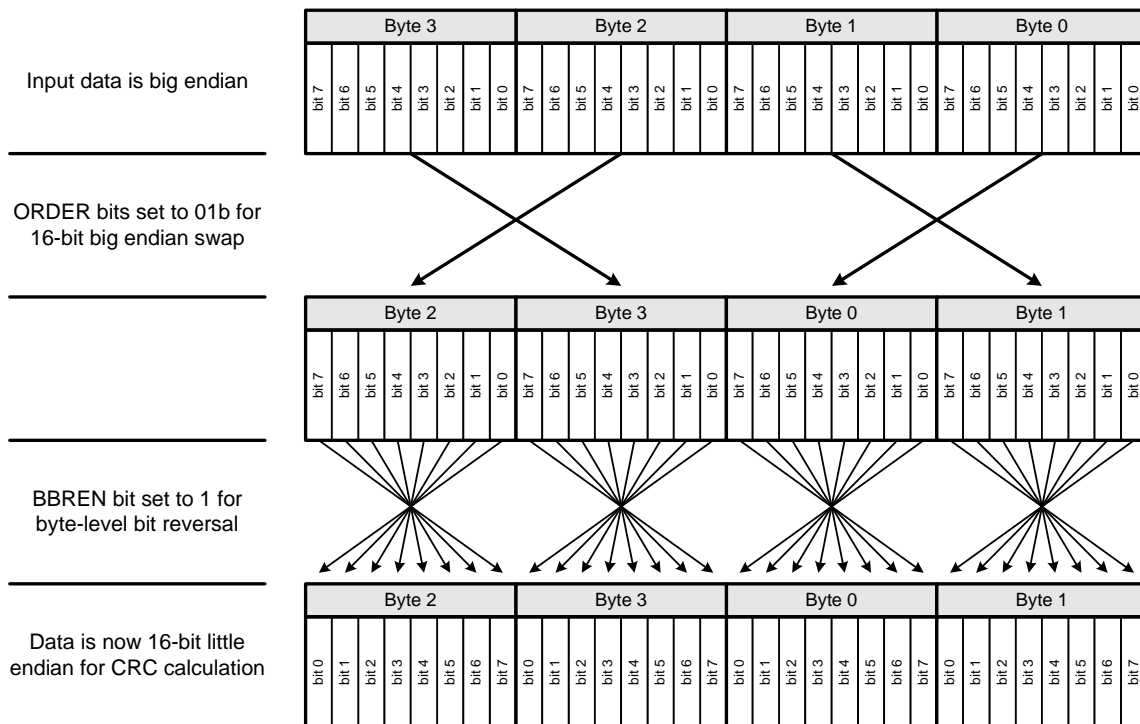 Byte 3 Byte 2 Byte 1 Byte 0
Input data is big endian
bit 7 bit 6 bit 5 bit 4 bit 3 bit 2 bit 1 bit 0 bit 7 bit 6 bit 5 bit 4 bit 3 bit 2 bit 1 bit 0 bit 7 bit 6 bit 5 bit 4 bit 3 bit 2 bit 1 bit 0 bit 7 bit 6 bit 5 bit 4 bit 3 bit 2 bit 1 bit 0
ORDER bits set to 01b for
16-bit big endian swap
Byte 2 Byte 3 Byte 0 Byte 1
bit 7 bit 6 bit 5 bit 4 bit 3 bit 2 bit 1 bit 0 bit 7 bit 6 bit 5 bit 4 bit 3 bit 2 bit 1 bit 0 bit 7 bit 6 bit 5 bit 4 bit 3 bit 2 bit 1 bit 0 bit 7 bit 6 bit 5 bit 4 bit 3 bit 2 bit 1 bit 0
BBREN bit set to 1 for
byte-level bit reversal
Byte 2 Byte 3 Byte 0 Byte 1
Data is now 16-bit little
endian for CRC calculation
bit 0 bit 1 bit 2 bit 3 bit 4 bit 5 bit 6 bit 7 bit 0 bit 1 bit 2 bit 3 bit 4 bit 5 bit 6 bit 7 bit 0 bit 1 bit 2 bit 3 bit 4 bit 5 bit 6 bit 7 bit 0 bit 1 bit 2 bit 3 bit 4 bit 5 bit 6 bit 7